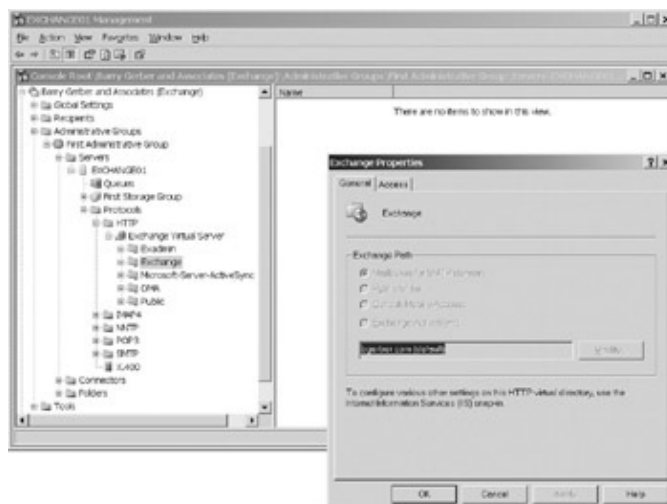 EXCHANGE01 Management
File Action View Favorites Window Help
Console Root\Barry Gerber and Associates (Exchange)\Administrative Groups\First Administrative Group\Servers\EXCHANGE01
Barry Gerber and Associates (Exchange)
Global Settings
Recipients
Administrative Groups
First Administrative Group
Servers
EXCHANGE01
Queues
First Storage Group
Protocols
HTTP
Exchange Virtual Server
Exadmin
Exchange
Microsoft-Server-ActiveSync
OMA
Public
IMAP4
NNTP
POP3
SMTP
X.400
Connectors
Folders
Tools
Name
There are no items to show in this view.
Exchange Properties
General Access
Exchange
Exchange Path
Modify
To configure various other settings on this HTTP virtual directory, use the
Internet Information Services (IIS) snap-in.
OK Cancel Apply Help